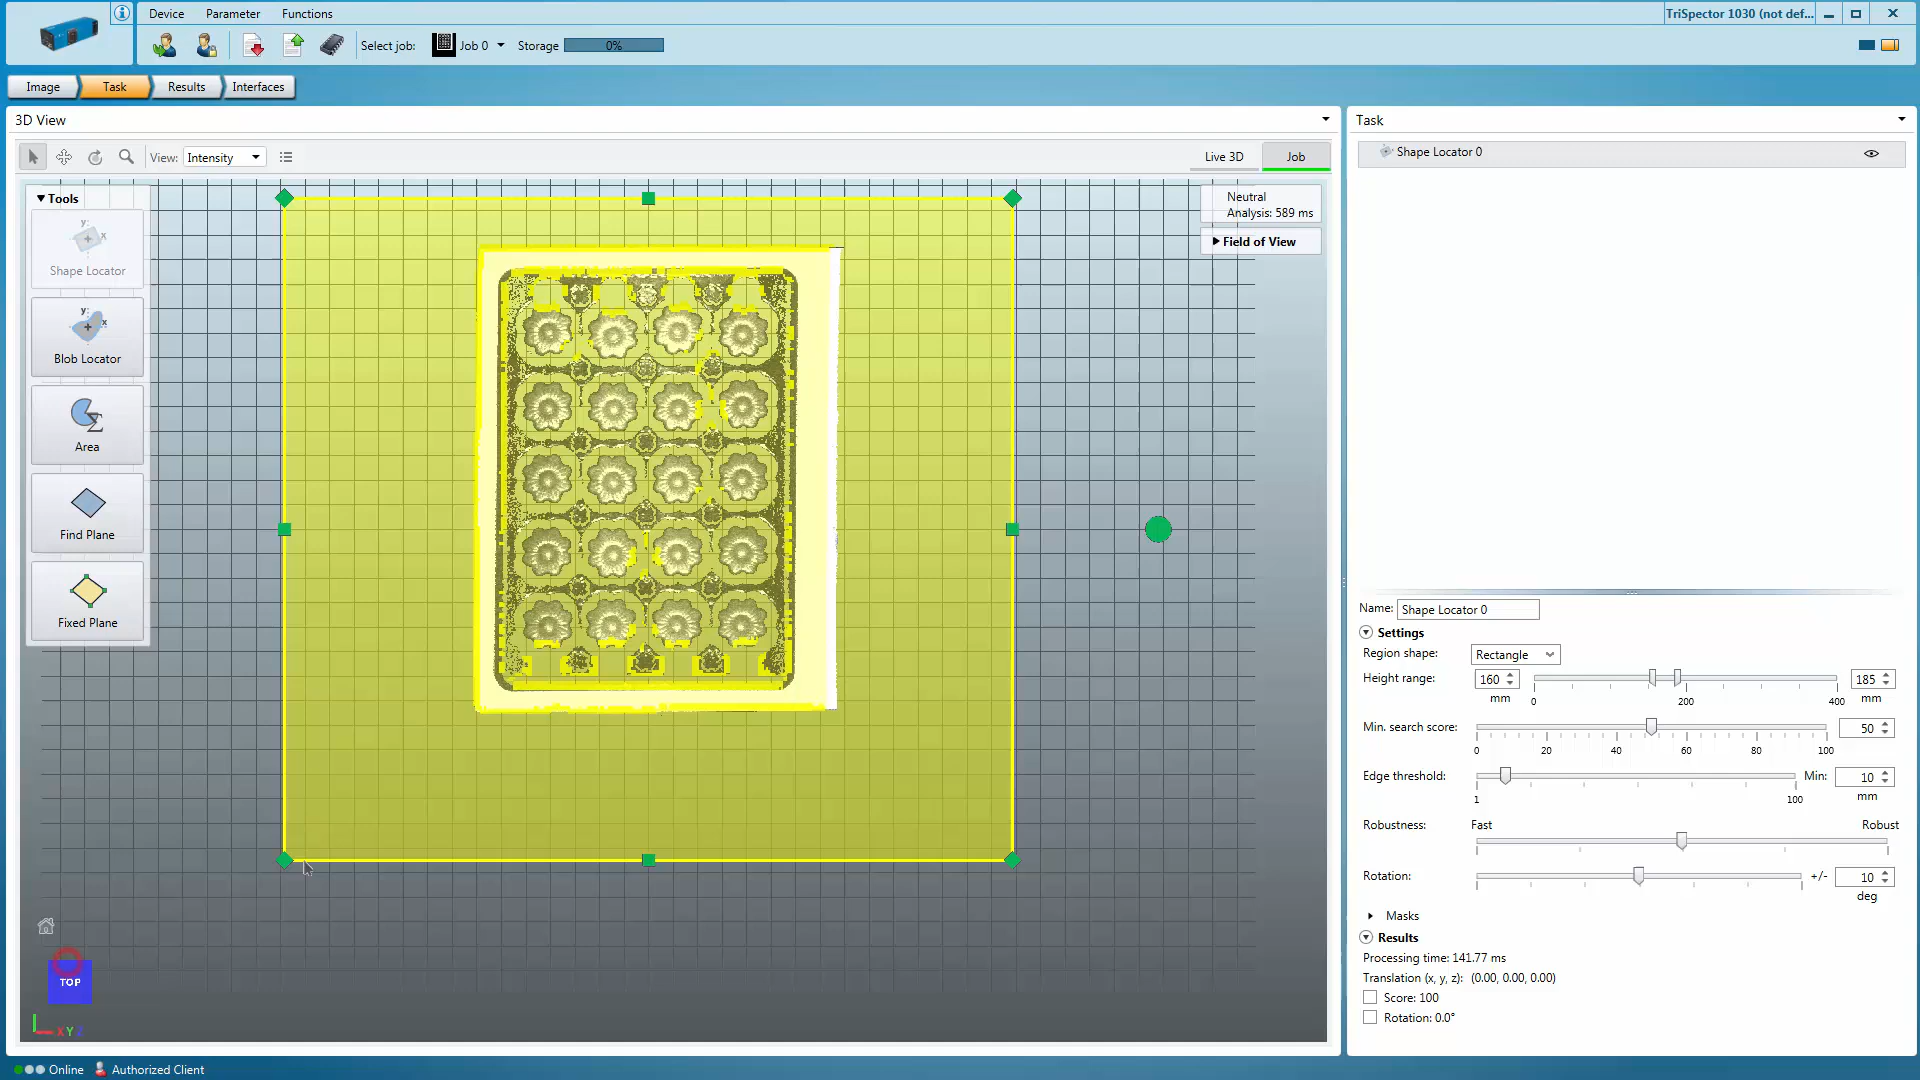 Device Parameter Functions
TriSpector 1030 (not def...
Select job: Job 0 Storage 0%
Image Task Results Interfaces
3D View
Task
View: Intensity
Live 3D Job
Shape Locator 0
Tools
Neutral
Analysis: 589 ms
Field of View
y x
Shape Locator
y x
Blob Locator
Area
Find Plane
Fixed Plane
Name: Shape Locator 0
Settings
Region shape: Rectangle
Height range: 160 185
mm 0 200 400 mm
Min. search score: 50
0 20 40 60 80 100
Edge threshold: Min: 10
1 100 mm
Robustness: Fast Robust
Rotation: +/- 10
deg
Masks
Results
Processing time: 141.77 ms
Translation (x, y, z): (0.00, 0.00, 0.00)
Score: 100
Rotation: 0.0°
TOP
X Y Z
Online Authorized Client